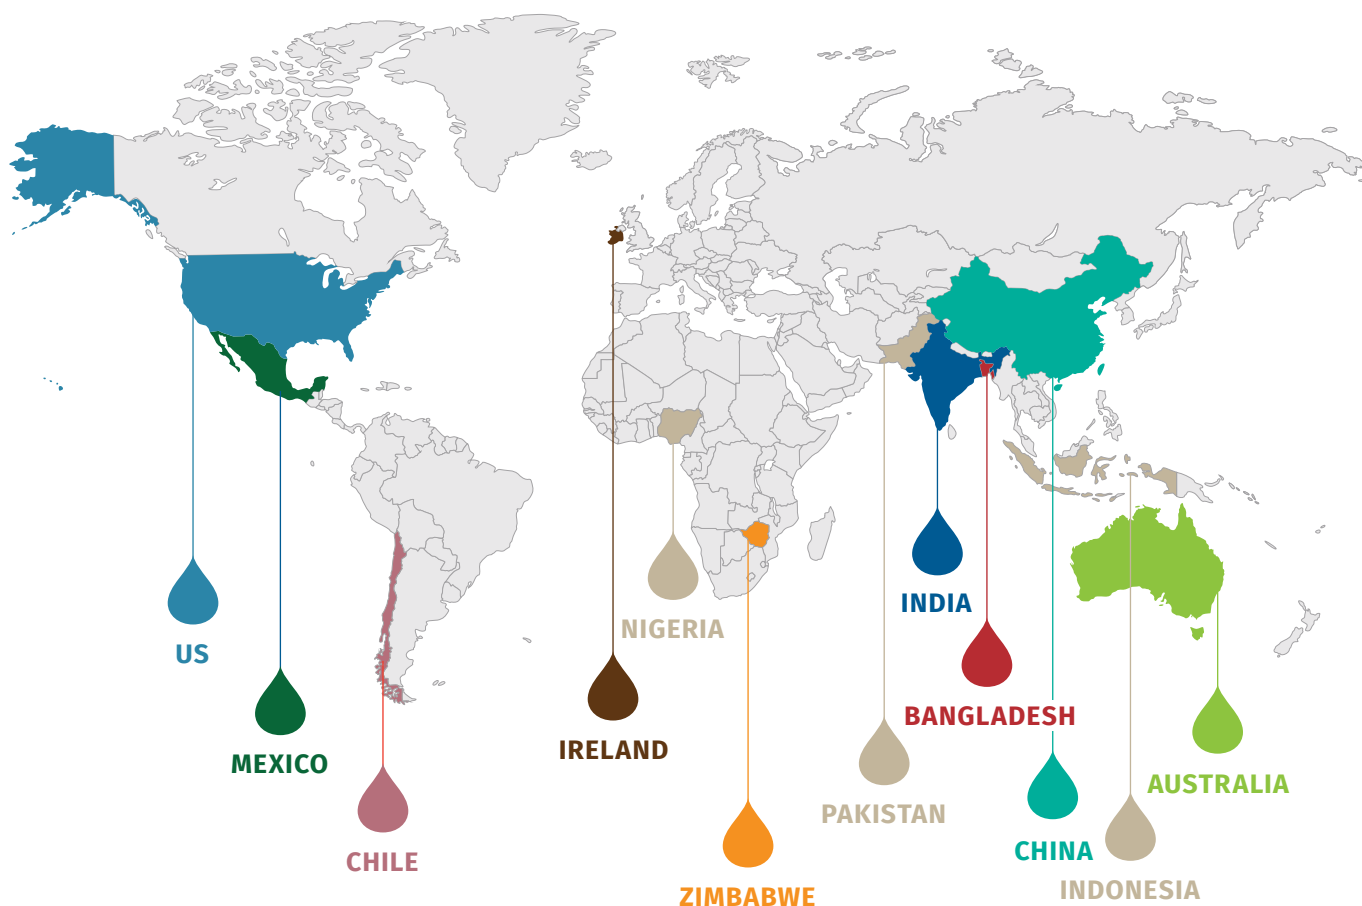 INDIA
NIGERIA
US
BANGLADESH
IRELAND
MEXICO
AUSTRALIA
PAKISTAN
CHINA
CHILE
INDONESIA
ZIMBABWE